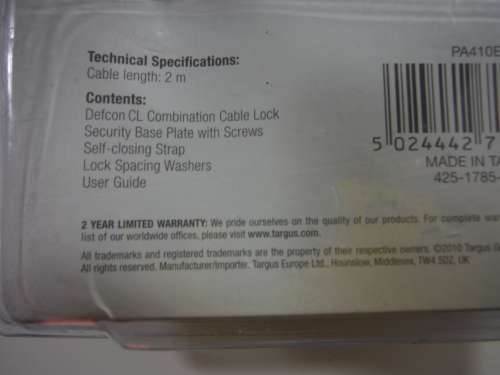 Technical Specifications:
Cable length: 2 m
Contents:
Defcon CL Combination Cable Lock
Security Base Plate with Screws
Self-closing Strap
Lock Spacing Washers
User Guide
PA410E
5 024442 7
MADE IN TA
425-1785-
2 YEAR LIMITED WARRANTY: We pride ourselves on the quality of our products. For complete war
list of our worldwide offices, please visit www.targus.com.
All trademarks and registered trademarks are the property of their respective owners. ©2010 Targus G
All rights reserved. Manufacturer/Importer. Targus Europe Ltd., Hounslow, Middlesex, TW4 5DZ, UK